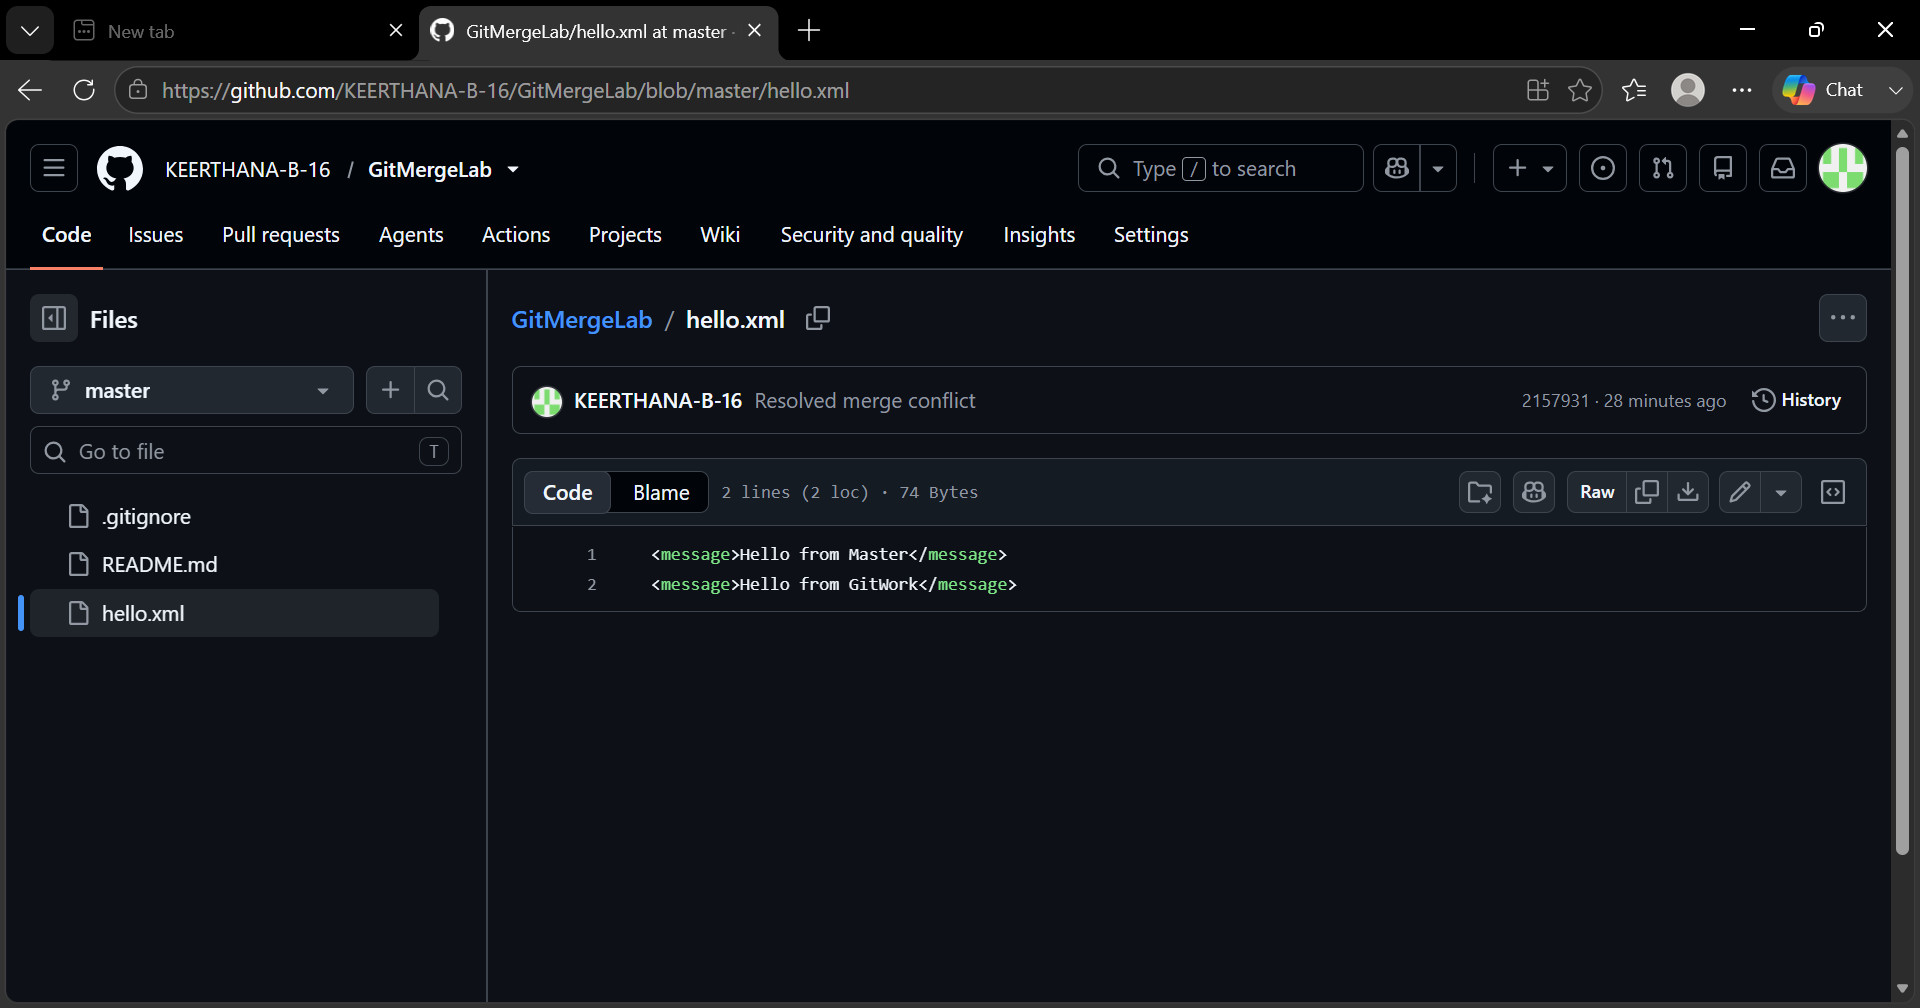 New tab
GitMergeLab/hello.xml at master ·
https://github.com/KEERTHANA-B-16/GitMergeLab/blob/master/hello.xml
Chat
KEERTHANA-B-16 / GitMergeLab
Type / to search
Code Issues Pull requests Agents Actions Projects Wiki Security and quality Insights Settings
Files
master
Go to file T
.gitignore
README.md
hello.xml
GitMergeLab / hello.xml
KEERTHANA-B-16 Resolved merge conflict
2157931 · 28 minutes ago History
Code Blame 2 lines (2 loc) · 74 Bytes
Raw
1 <message>Hello from Master</message>
2 <message>Hello from GitWork</message>